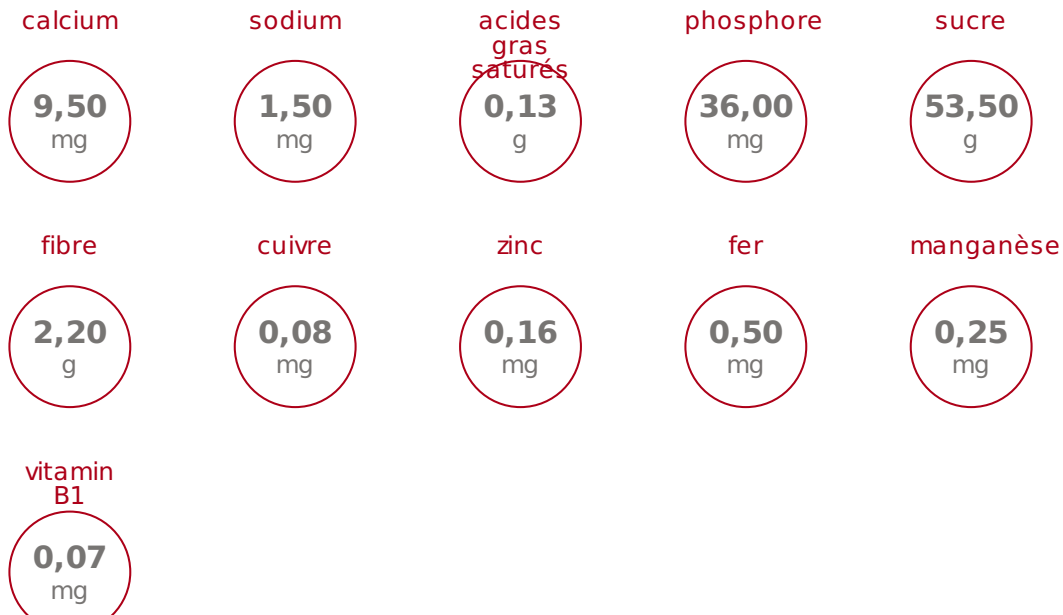 calcium
sodium
acides
gras
saturés
phosphore
sucre
9,50
mg
1,50
mg
0,13
g
36,00
mg
53,50
g
fibre
cuivre
zinc
fer
manganèse
2,20
g
0,08
mg
0,16
mg
0,50
mg
0,25
mg
vitamin
B1
0,07
mg